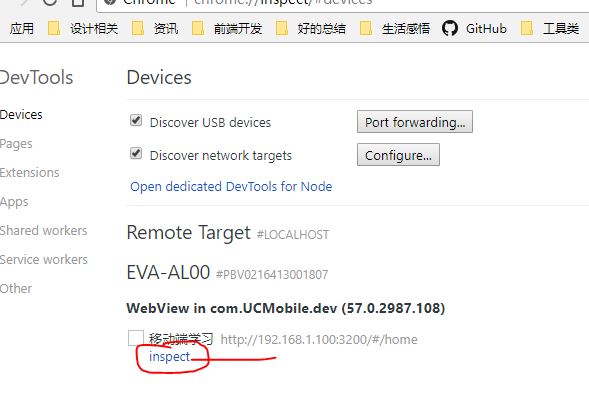 Chrome | chrome://inspect/#devices
应用 设计相关 资讯 前端开发 好的总结 生活感悟 GitHub 工具类
DevTools
Devices
Pages
Extensions
Apps
Shared workers
Service workers
Other
Devices
Discover USB devices Port forwarding...
Discover network targets Configure...
Open dedicated DevTools for Node
Remote Target #LOCALHOST
EVA-AL00 #PBV0216413001807
WebView in com.UCMobile.dev (57.0.2987.108)
移动端学习 http://192.168.1.100:3200/#/home
inspect